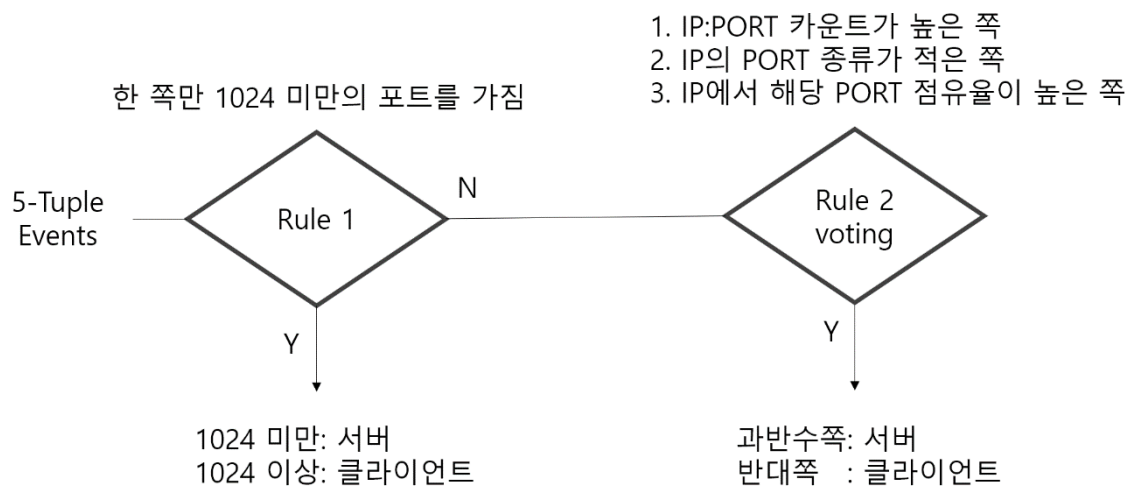 1. IP:PORT 카운트가 높은 쪽
2. IP의 PORT 종류가 적은 쪽
3. IP에서 해당 PORT 점유율이 높은 쪽
한 쪽만 1024 미만의 포트를 가짐
5-Tuple
Events
Rule 1
N
Rule 2
voting
Y
Y
1024 미만: 서버
1024 이상: 클라이언트
과반수쪽: 서버
반대쪽 : 클라이언트